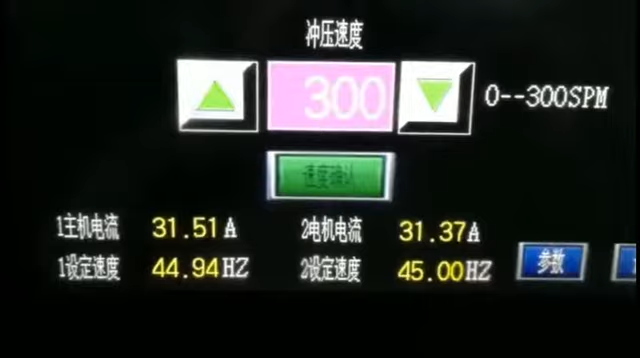 冲压速度
300
0--300SPM
速度确认
1主机电流 31.51A 2电机电流 31.37A
1设定速度 44.94HZ 2设定速度 45.00HZ
参数